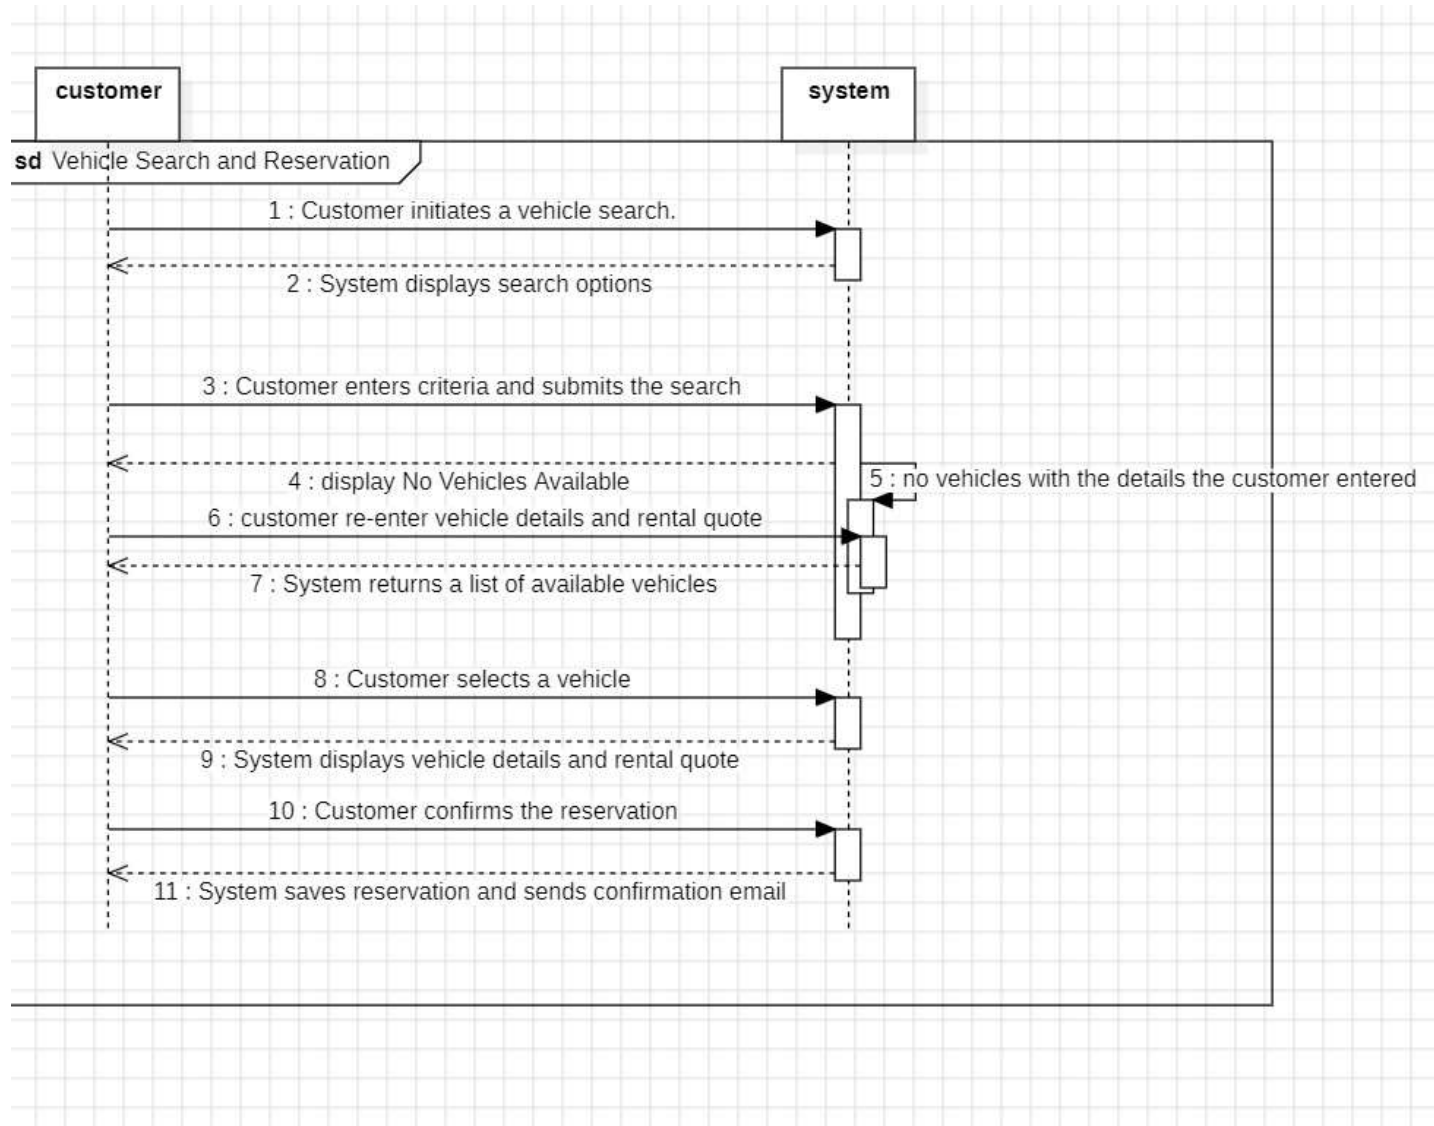 customer
system
sd Vehicle Search and Reservation
1 : Customer initiates a vehicle search.
2 : System displays search options
3 : Customer enters criteria and submits the search
4 : display No Vehicles Available
5 : no vehicles with the details the customer entered
6 : customer re-enter vehicle details and rental quote
7 : System returns a list of available vehicles
8 : Customer selects a vehicle
9 : System displays vehicle details and rental quote
10 : Customer confirms the reservation
11 : System saves reservation and sends confirmation email